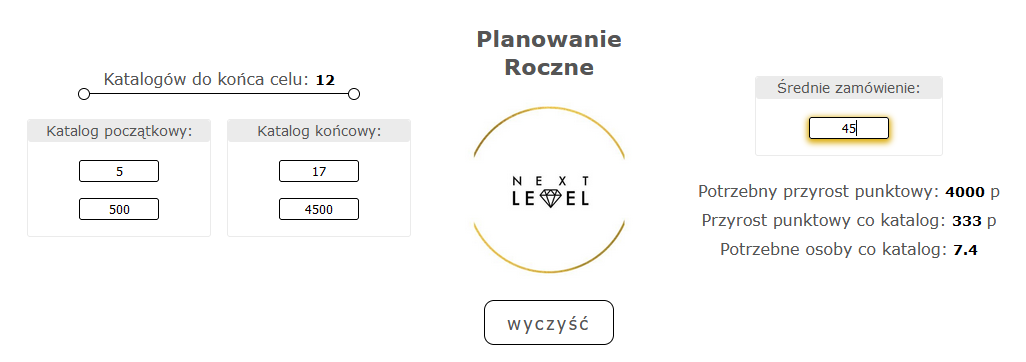 Planowanie
Roczne
Katalogów do końca celu: 12
Katalog początkowy:
5
500
Katalog końcowy:
17
4500
NEXT
LEVEL
wyczyść
Średnie zamówienie:
45
Potrzebny przyrost punktowy: 4000 p
Przyrost punktowy co katalog: 333 p
Potrzebne osoby co katalog: 7.4